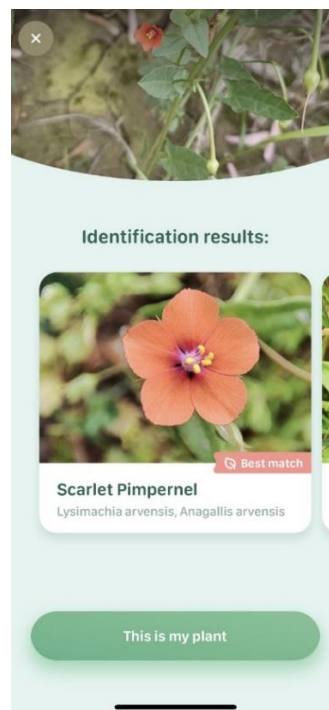 Identification results:
Best match
Scarlet Pimpernel
Lysimachia arvensis, Anagallis arvensis
This is my plant